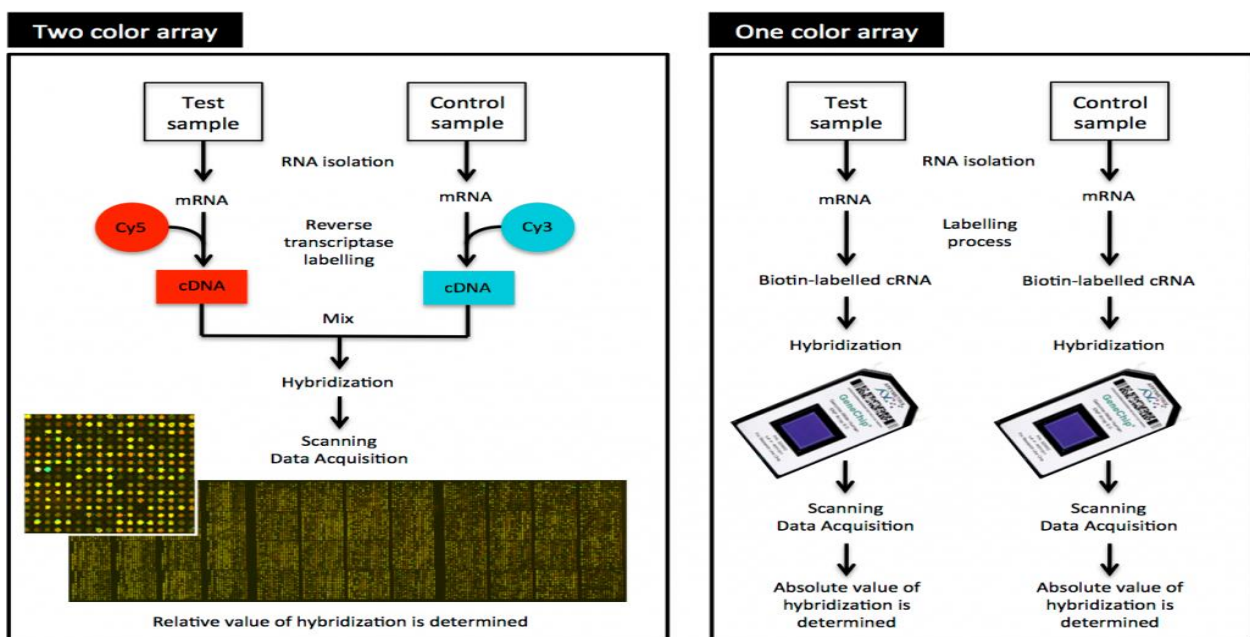 Two color array
Test
sample
Control
sample
RNA isolation
mRNA
mRNA
Cy5
Reverse
transcriptase
labelling
Cy3
cDNA
cDNA
Mix
Hybridization
Scanning
Data Acquisition
Relative value of hybridization is determined
One color array
Test
sample
Control
sample
RNA isolation
mRNA
mRNA
Labelling
process
Biotin-labelled cRNA
Biotin-labelled cRNA
Hybridization
Hybridization
GeneChip
GeneChip
Scanning
Data Acquisition
Scanning
Data Acquisition
Absolute value of
hybridization is
determined
Absolute value of
hybridization is
determined